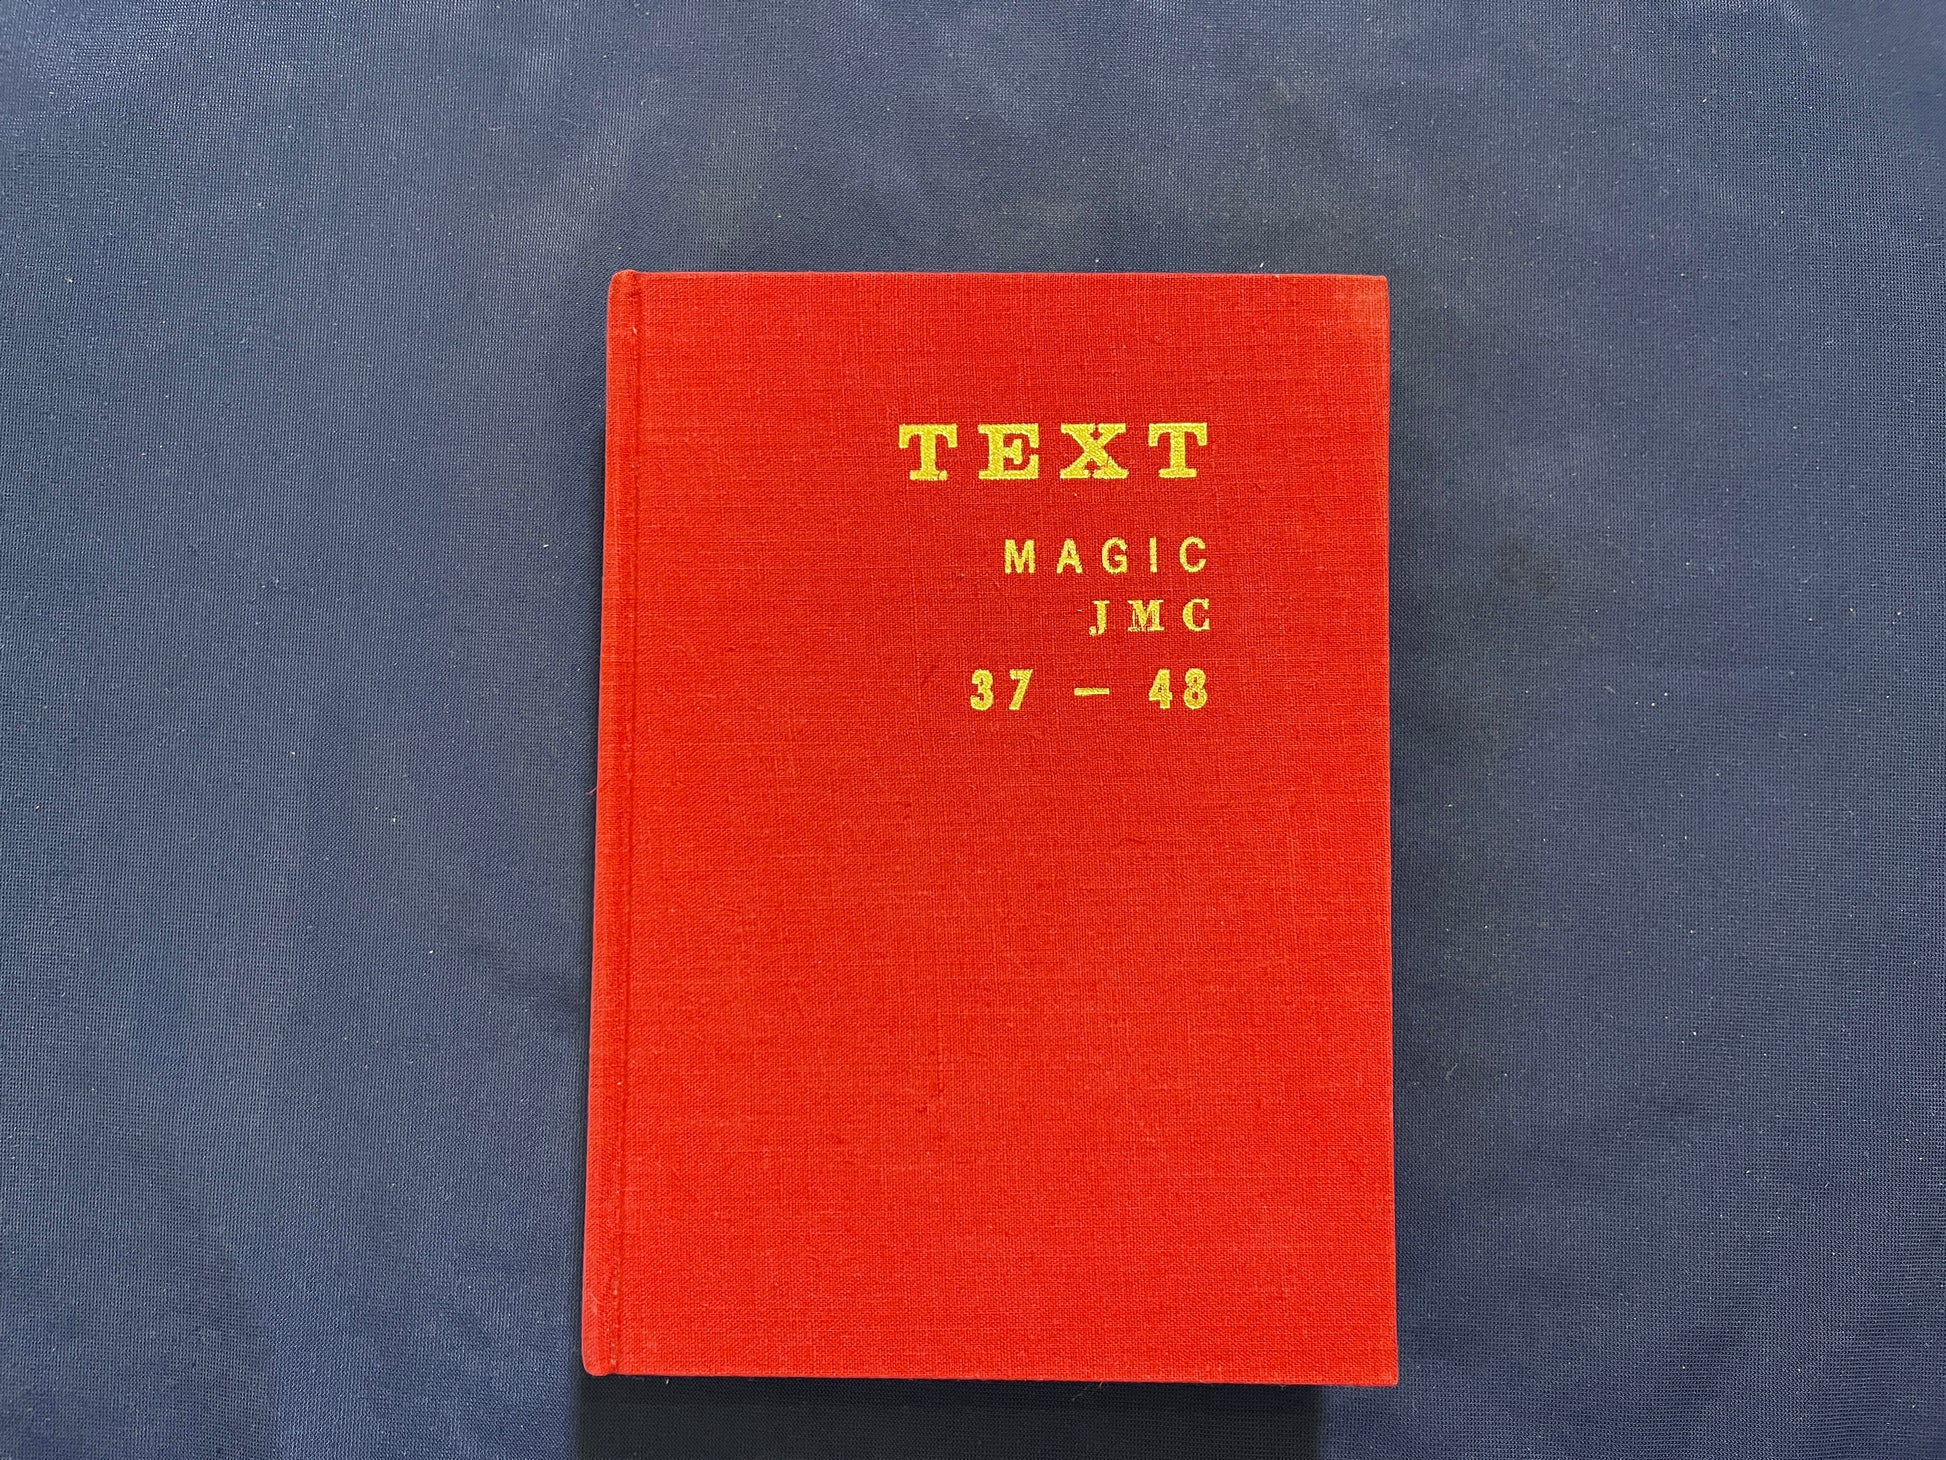 TEXT
MAGIC
JMC
37 — 48